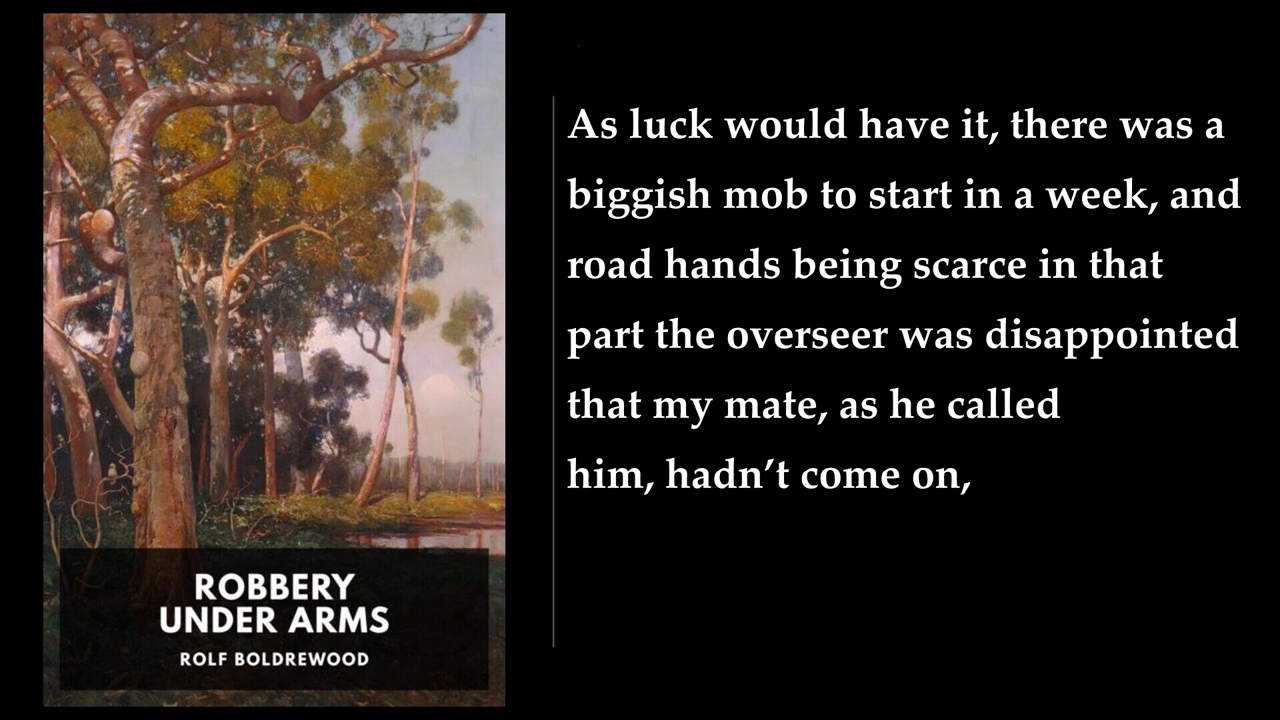 ROBBERY
UNDER ARMS
ROLF BOLDREWOOD
As luck would have it, there was a
biggish mob to start in a week, and
road hands being scarce in that
part the overseer was disappointed
that my mate, as he called
him, hadn’t come on,